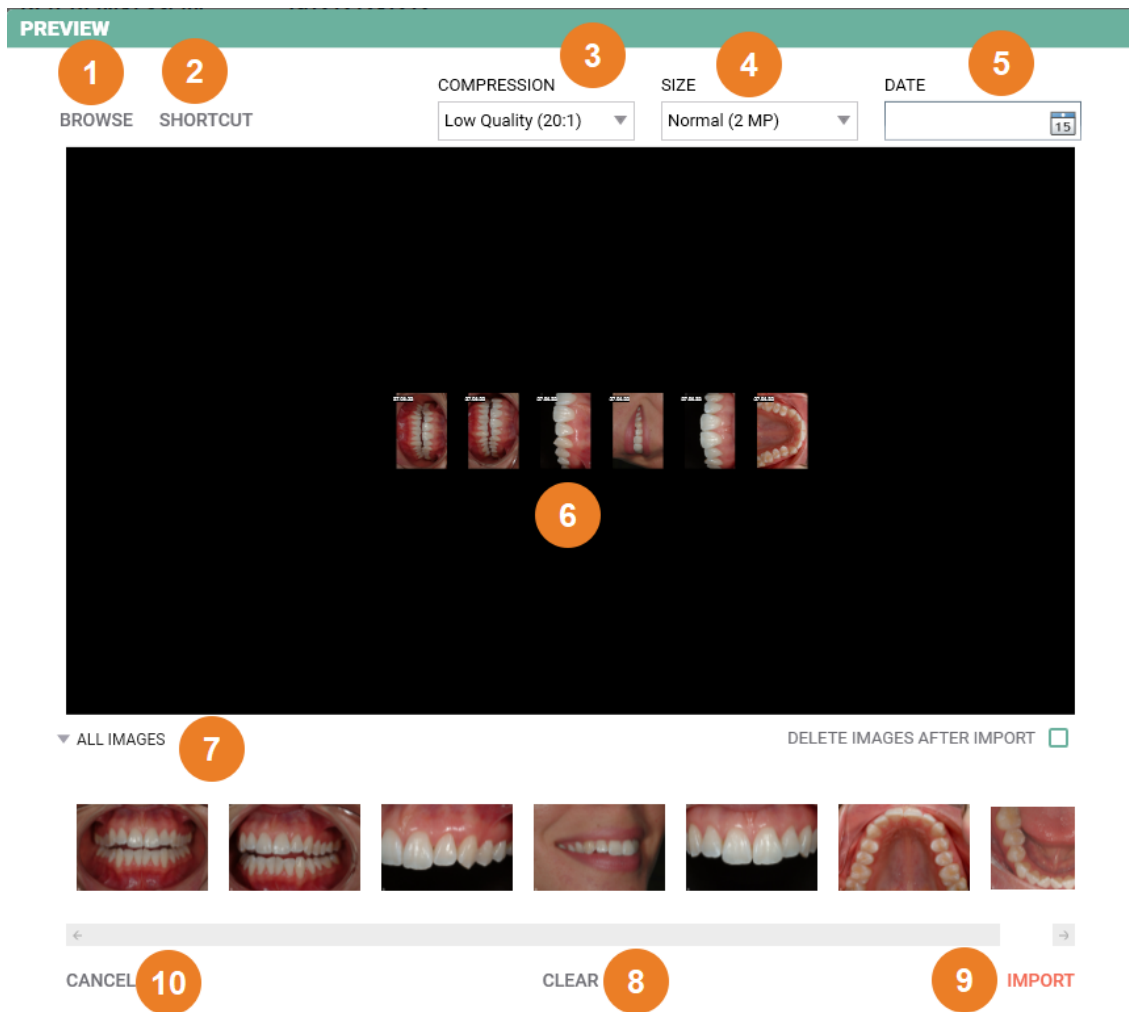 PREVIEW
1
2
3
4
5
BROWSE
SHORTCUT
COMPRESSION
SIZE
DATE
Low Quality (20:1)
Normal (2 MP)
15
6
ALL IMAGES
7
DELETE IMAGES AFTER IMPORT
CANCEL
10
CLEAR
8
9
IMPORT